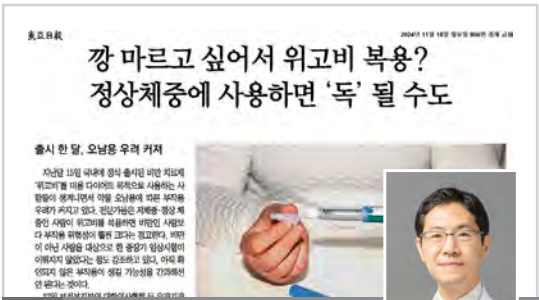 東亞日報
2024년 11월 18일 월요일
깡 마르고 싶어서 위고비 복용?
정상체중에 사용하면 ‘독’ 될 수도
출시 한 달, 오남용 우려 커져
지난달 15일 국내에 정식 출시된 비만 치료제
‘위고비’를 미용 다이어트 목적으로 사용하는 사
람들이 생겨나면서 약물 오남용에 따른 부작용
우려가 커지고 있다. 전문가들은 저체중·정상 체
중인 사람이 위고비를 복용하면 비만인 사람보
다 부작용 위험성이 훨씬 크다는 경고한다. 비만
이 아닌 사람을 대상으로 한 중장기 임상시험이
이뤄지지 않았다는 점도 강조하고 있다. 아직 확
인되지 않은 부작용이 생길 가능성을 간과해선
안 된다는 것이다.